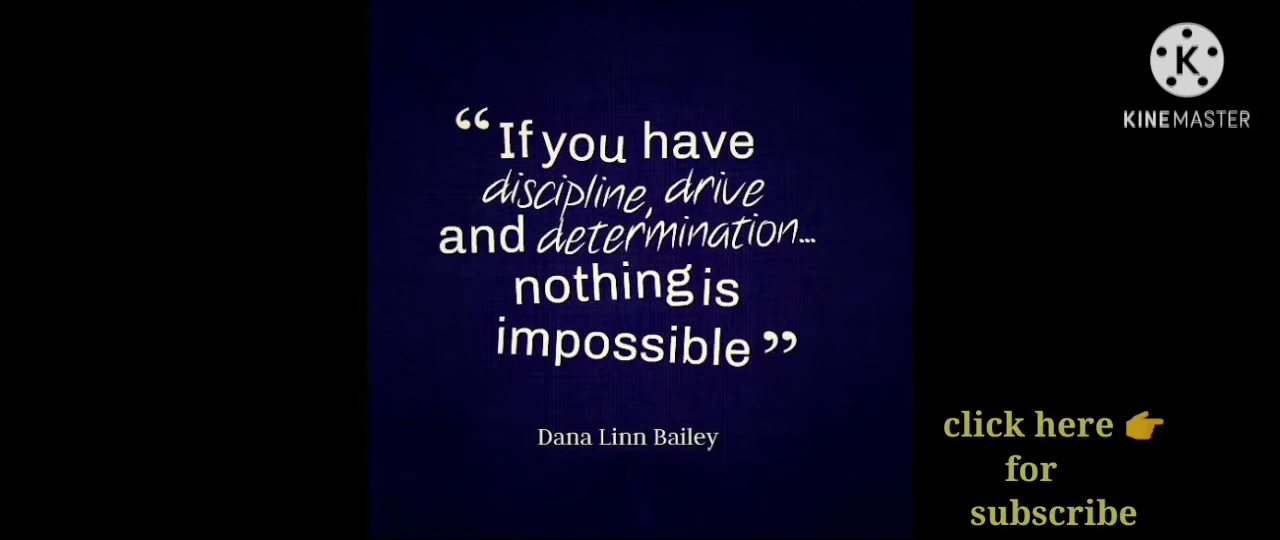 “ If you have
discipline, drive
and determination...
nothing is
impossible ”
Dana Linn Bailey
K
KINEMASTER
click here 👉
for
subscribe